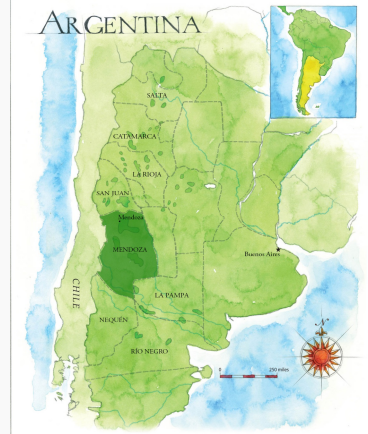 ARGENTINA
SALTA
CATAMARCA
LA RIOJA
SAN JUAN
Mendoza
MENDOZA
Buenos Aires
CHILE
LA PAMPA
NEQUÉN
RÍO NEGRO
N
0 250 miles